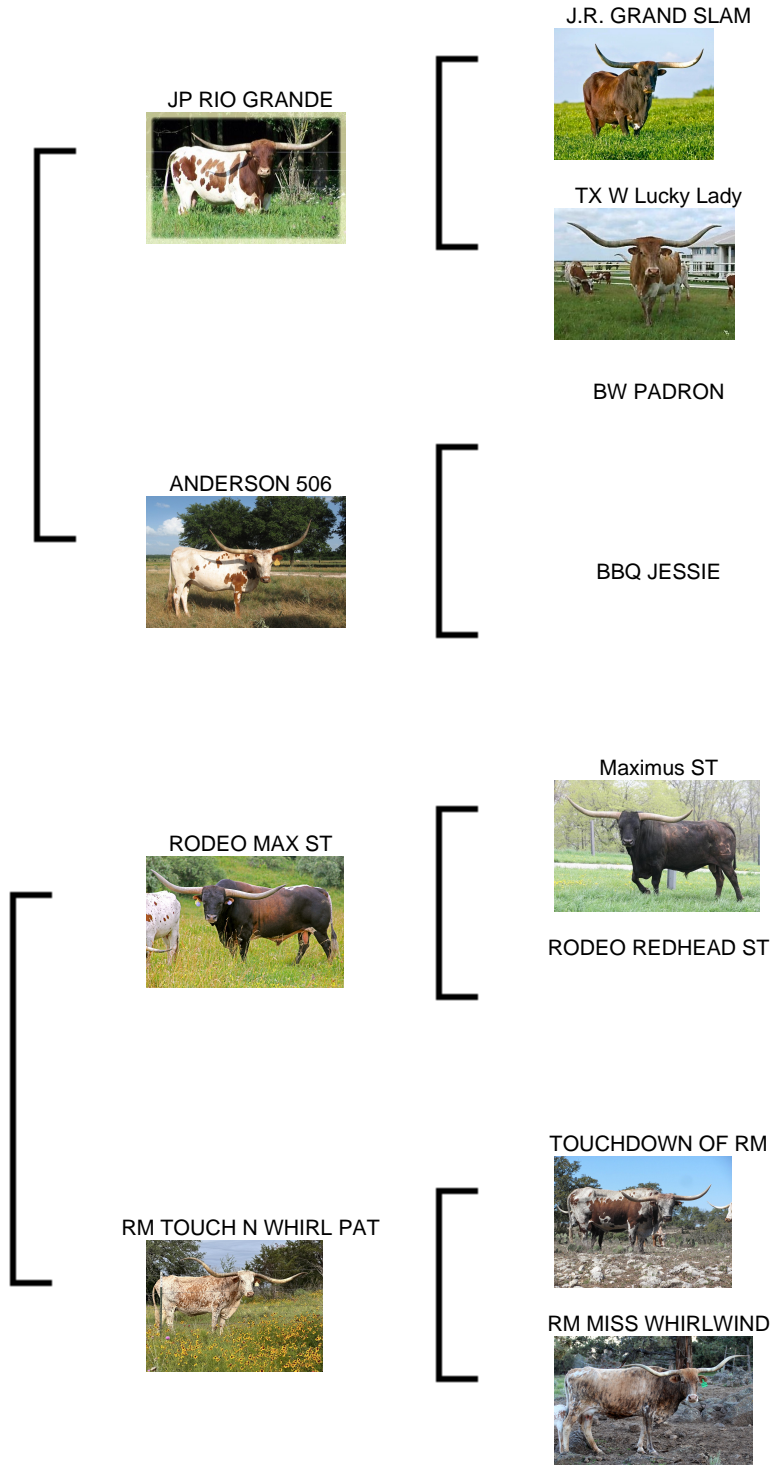 J.R. GRAND SLAM
JP RIO GRANDE
TX W Lucky Lady
BW PADRON
ANDERSON 506
BBQ JESSIE
Maximus ST
RODEO MAX ST
RODEO REDHEAD ST
TOUCHDOWN OF RM
RM TOUCH N WHIRL PAT
RM MISS WHIRLWIND